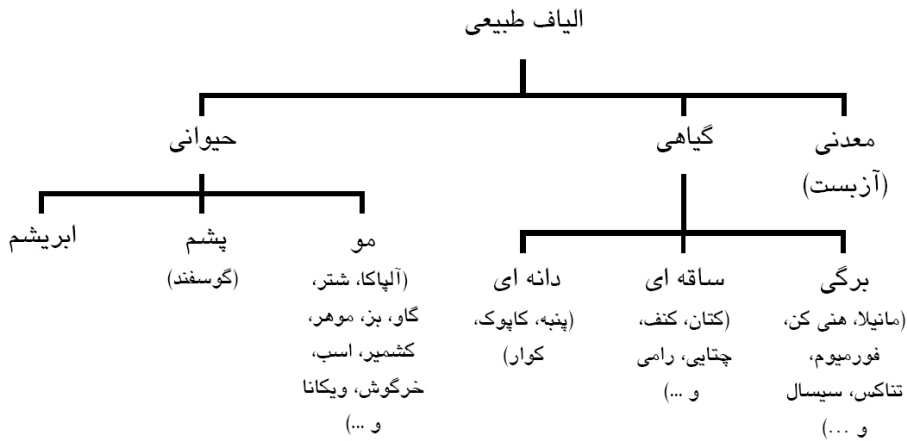 الیاف طبیعی
معدنی
(آزبست)
گیاهی
حیوانی
برگی
(مانیلا، هنی کن،
فورمیوم،
تناکس، سیسال
و ...)
ساقه ای
(کتان، کنف،
چتایی، رامی
و ...)
دانه ای
(پنبه، کاپوک،
کوار)
مو
(آلپاکا، شتر،
گاو، بز، موهر،
کشمیر، اسب،
خرگوش، ویکانا
و ...)
پشم
(گوسفند)
ابریشم